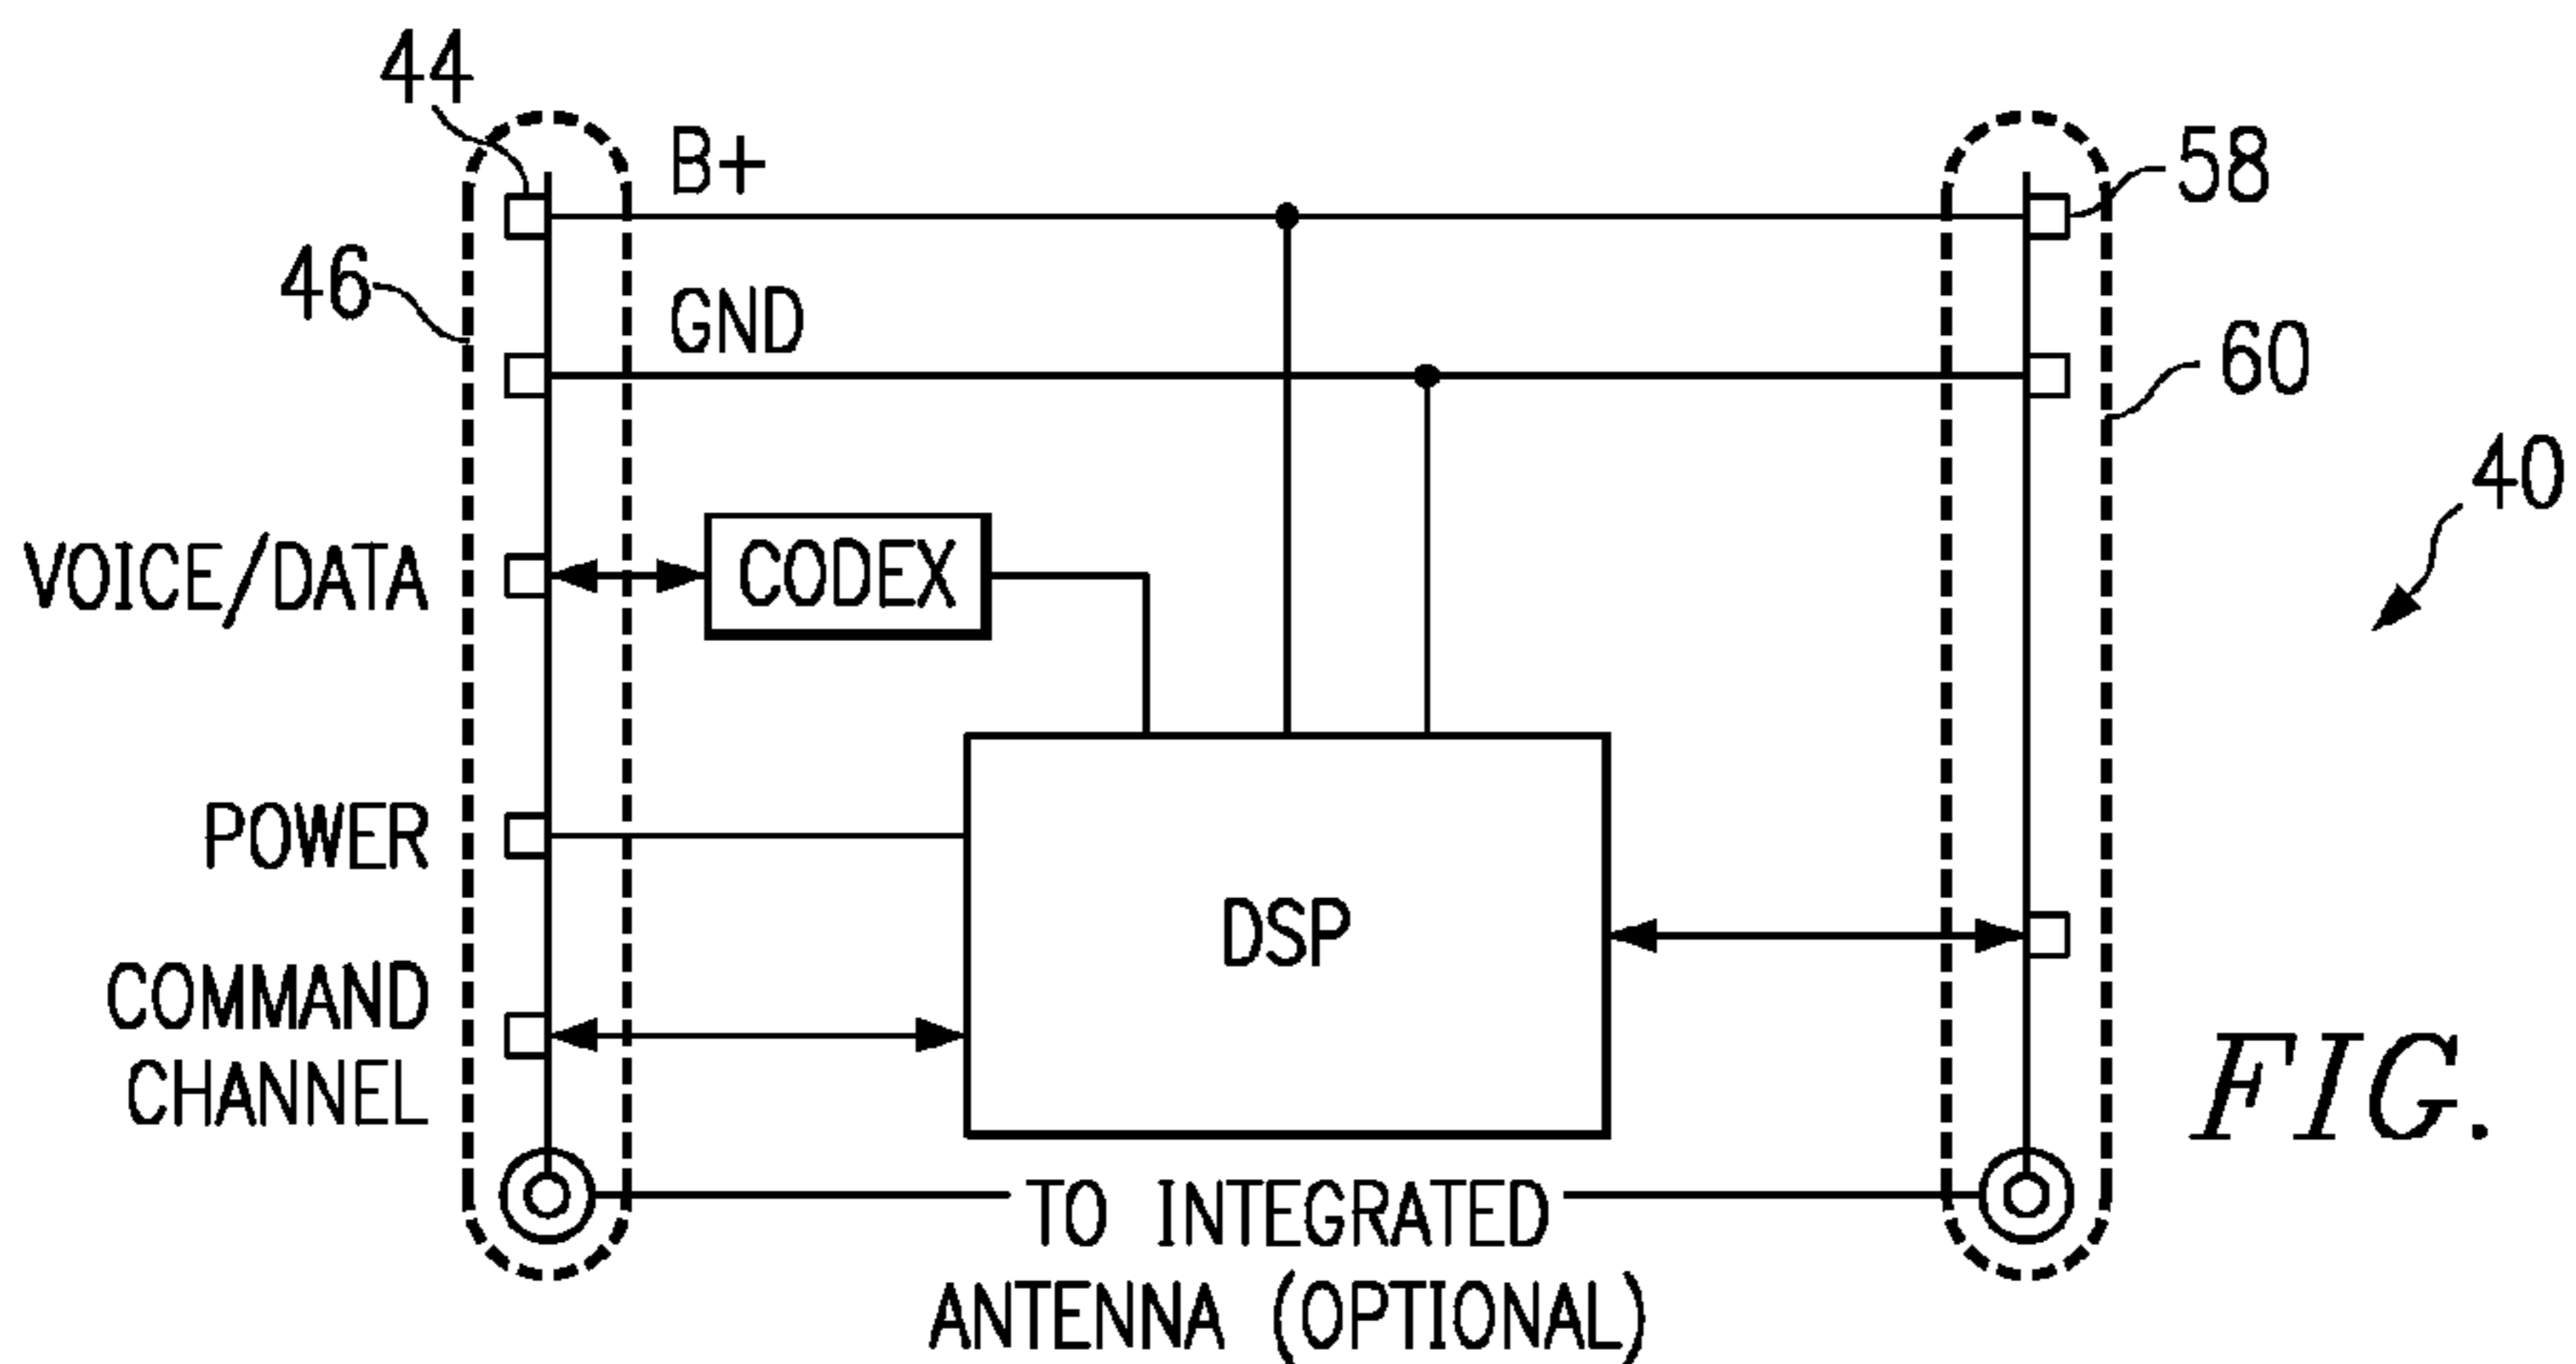 44
B+
58
46
GND
60
40
VOICE/DATA
CODEX
POWER
DSP
COMMAND
CHANNEL
FIG.
TO INTEGRATED
ANTENNA (OPTIONAL)